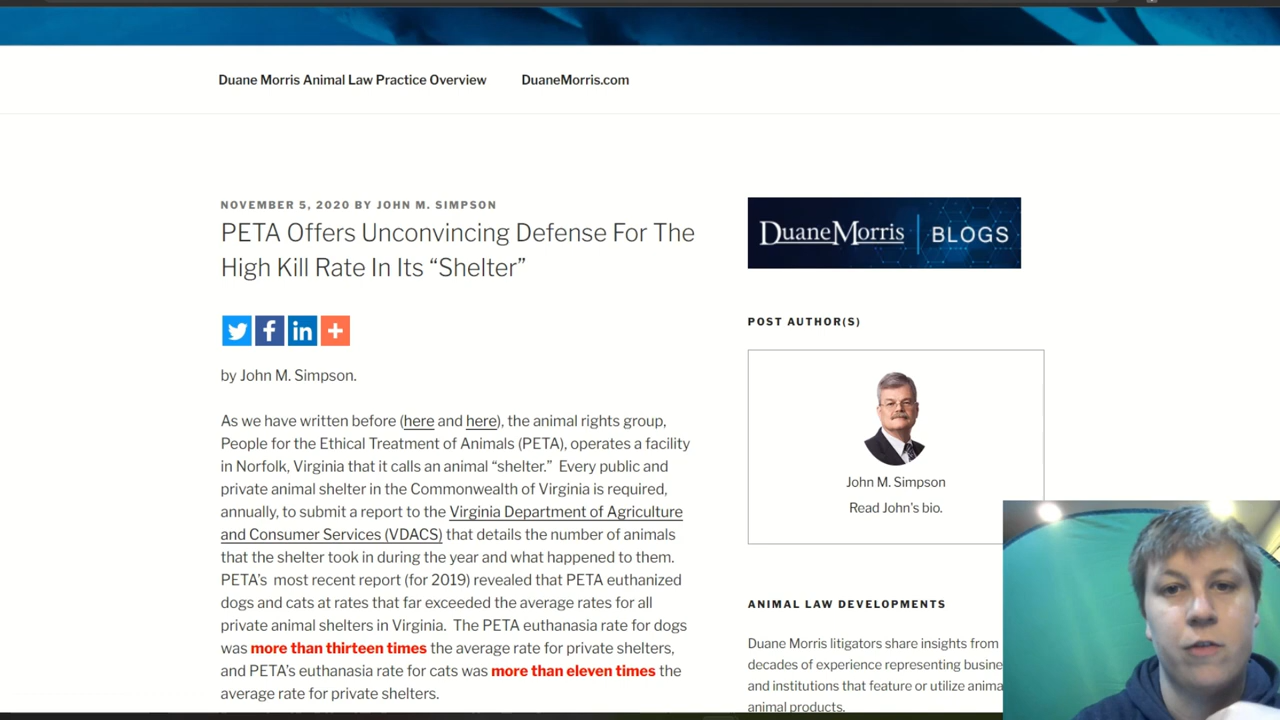 Duane Morris Animal Law Practice Overview
DuaneMorris.com
NOVEMBER 5, 2020 BY JOHN M. SIMPSON
PETA Offers Unconvincing Defense For The
High Kill Rate In Its “Shelter”
by John M. Simpson.
As we have written before (here and here), the animal rights group,
People for the Ethical Treatment of Animals (PETA), operates a facility
in Norfolk, Virginia that it calls an animal “shelter.” Every public and
private animal shelter in the Commonwealth of Virginia is required,
annually, to submit a report to the Virginia Department of Agriculture
and Consumer Services (VDACS) that details the number of animals
that the shelter took in during the year and what happened to them.
PETA’s most recent report (for 2019) revealed that PETA euthanized
dogs and cats at rates that far exceeded the average rates for all
private animal shelters in Virginia. The PETA euthanasia rate for dogs
was more than thirteen times the average rate for private shelters,
and PETA’s euthanasia rate for cats was more than eleven times the
average rate for private shelters.
DuaneMorris | BLOGS
POST AUTHOR(S)
John M. Simpson
Read John’s bio.
ANIMAL LAW DEVELOPMENTS
Duane Morris litigators share insights from
decades of experience representing busine
and institutions that feature or utilize anima
animal products.